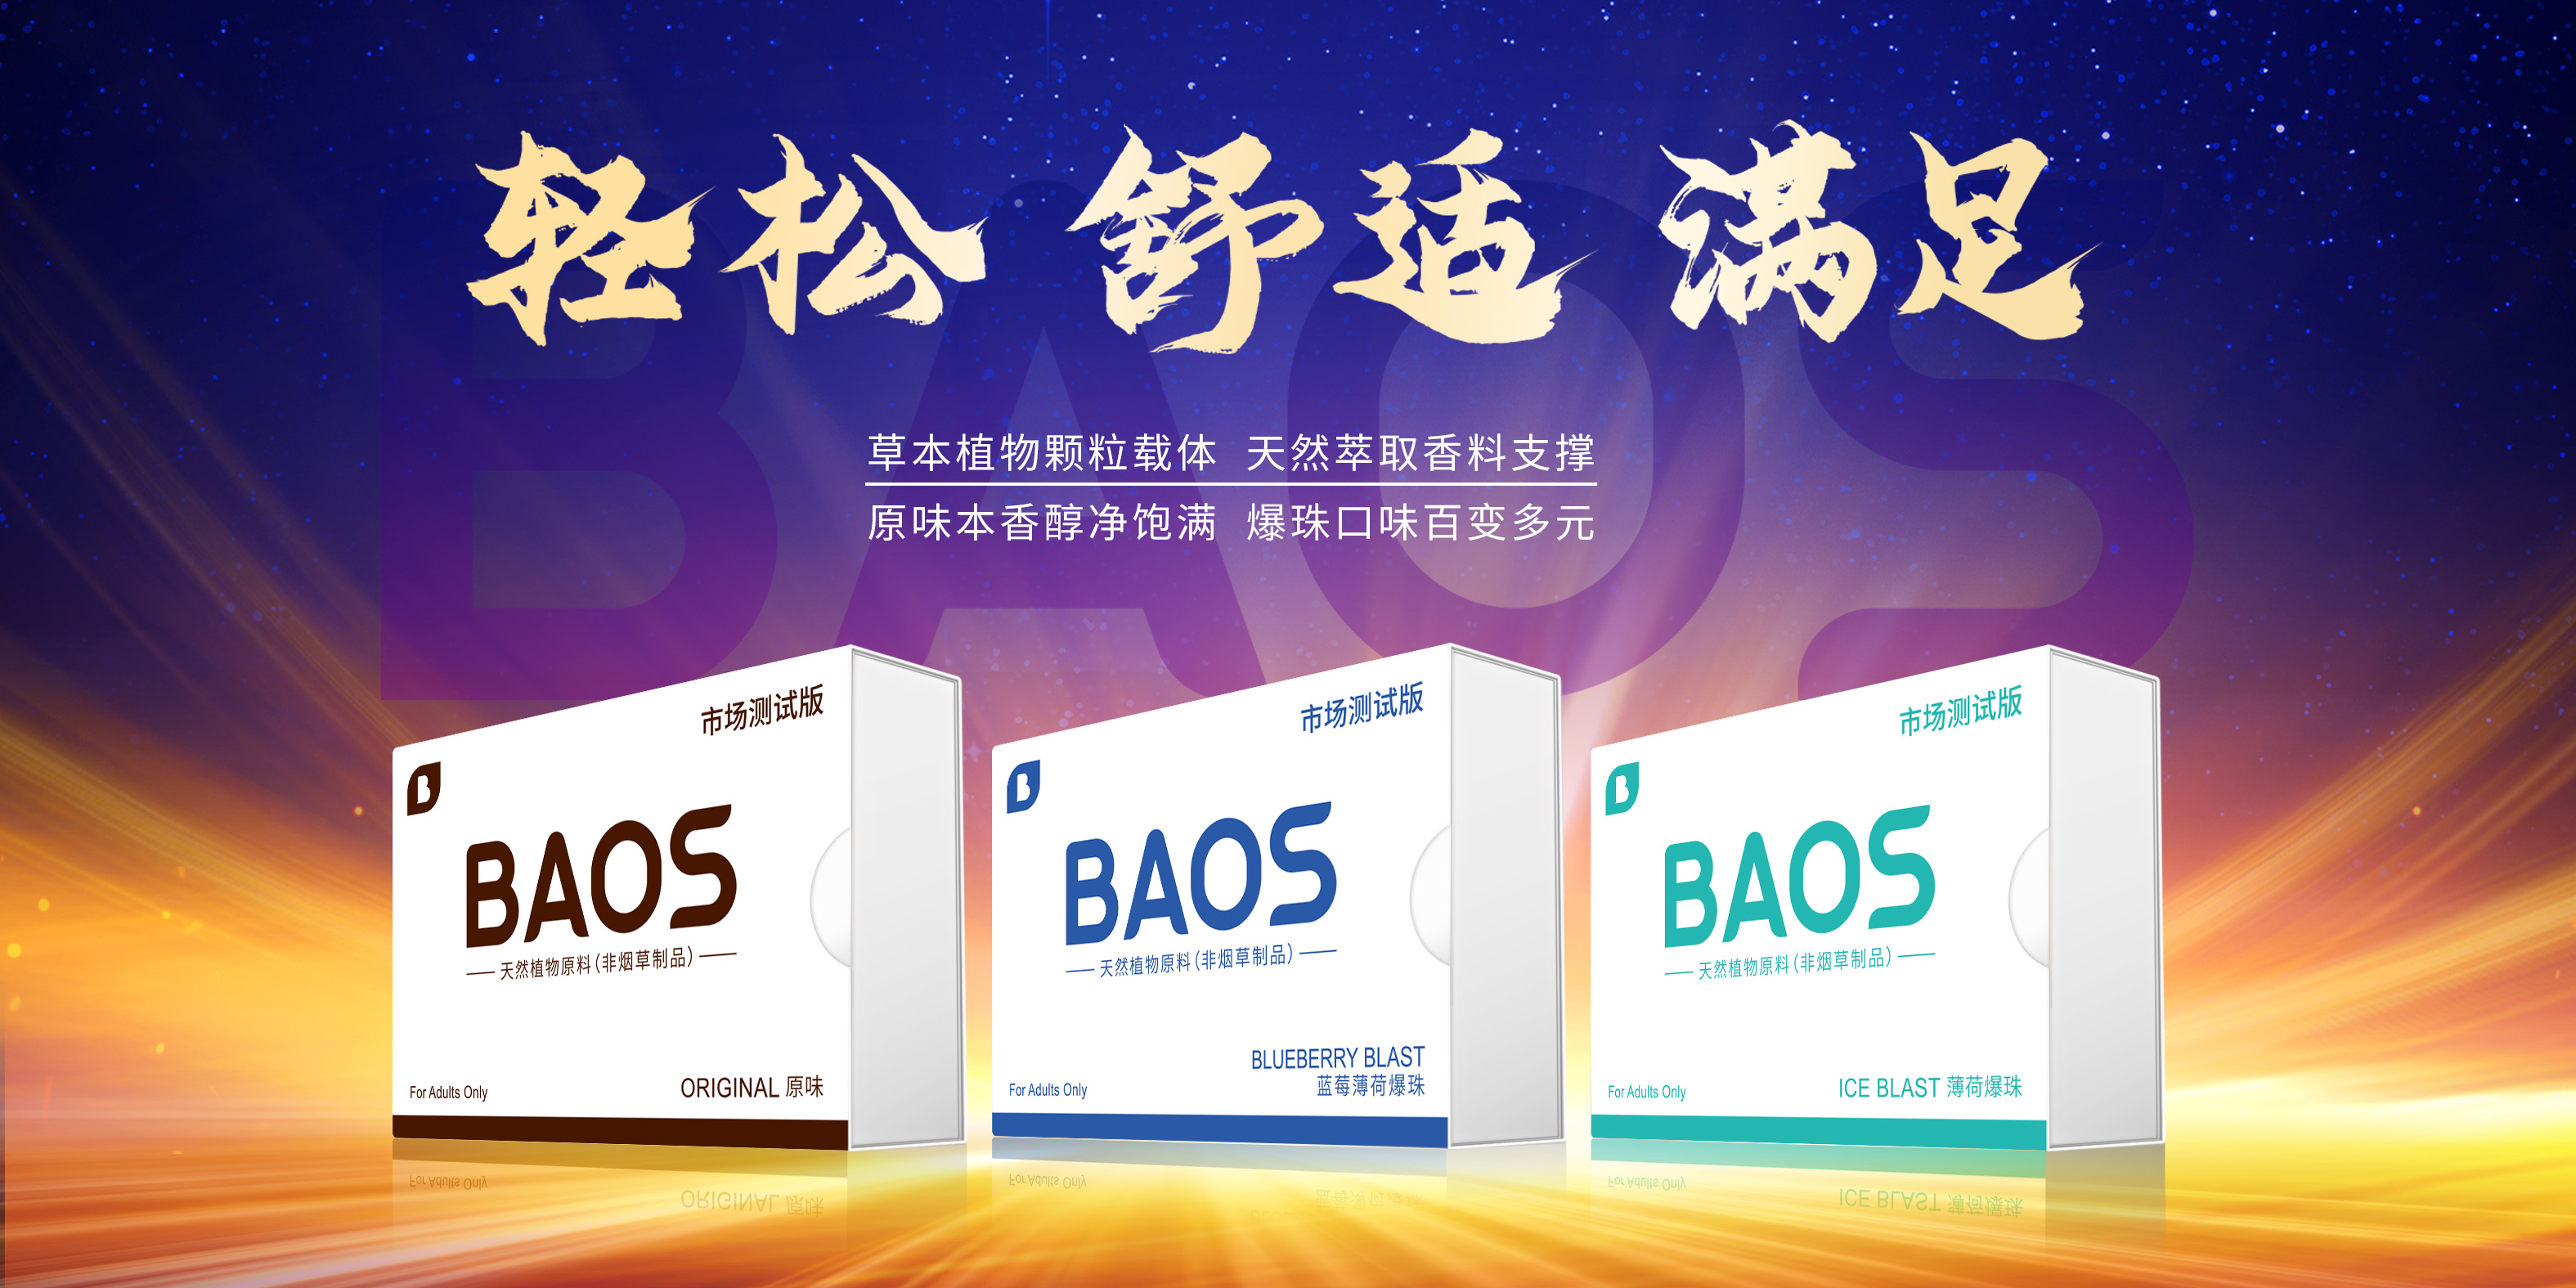 BAOS
轻松 舒适 满足
草本植物颗粒载体 天然萃取香料支撑
原味本香醇净饱满 爆珠口味百变多元
市场测试版
B
BAOS
天然植物原料(非烟草制品)
For Adults Only
ORIGINAL 原味
市场测试版
B
BAOS
天然植物原料(非烟草制品)
BLUEBERRY BLAST
For Adults Only
蓝莓薄荷爆珠
市场测试版
B
BAOS
天然植物原料(非烟草制品)
For Adults Only
ICE BLAST 薄荷爆珠